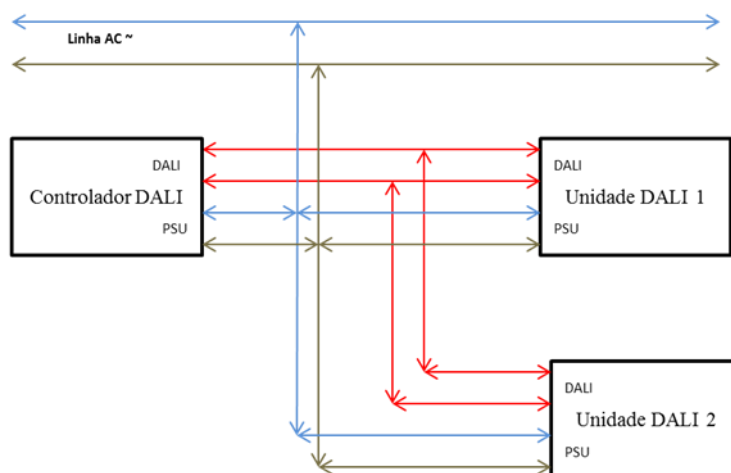 Linha AC ~
DALI
Controlador DALI
PSU
DALI
Unidade DALI 1
PSU
DALI
Unidade DALI 2
PSU